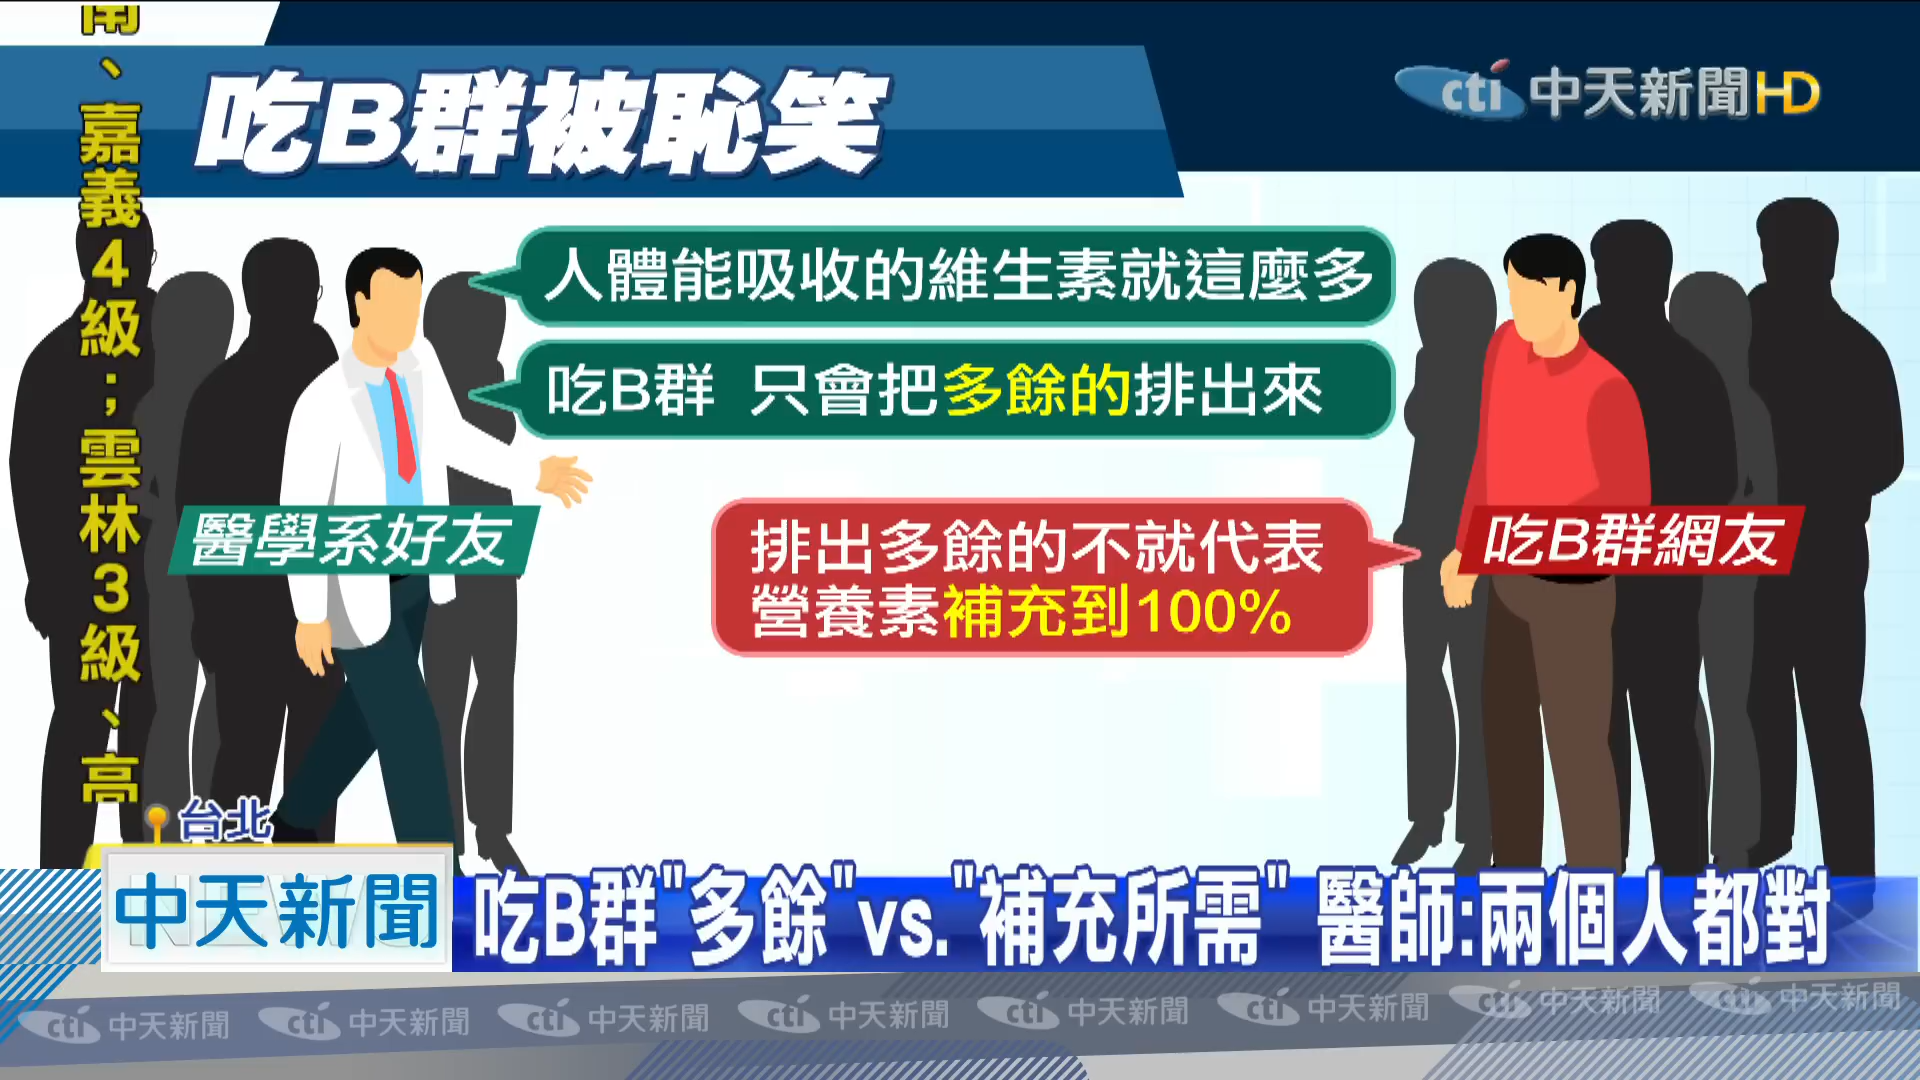 南、嘉義4級；雲林3級、高
吃B群被恥笑
cti 中天新聞HD
人體能吸收的維生素就這麼多
吃B群 只會把多餘的排出來
醫學系好友
排出多餘的不就代表
營養素補充到100%
吃B群網友
台北
中天新聞
吃B群"多餘"vs."補充所需" 醫師:兩個人都對
cti 中天新聞 cti 中天新聞 cti 中天新聞 cti 中天新聞 cti 中天新聞 cti 中天新聞 cti 中天新聞 cti 中天新聞